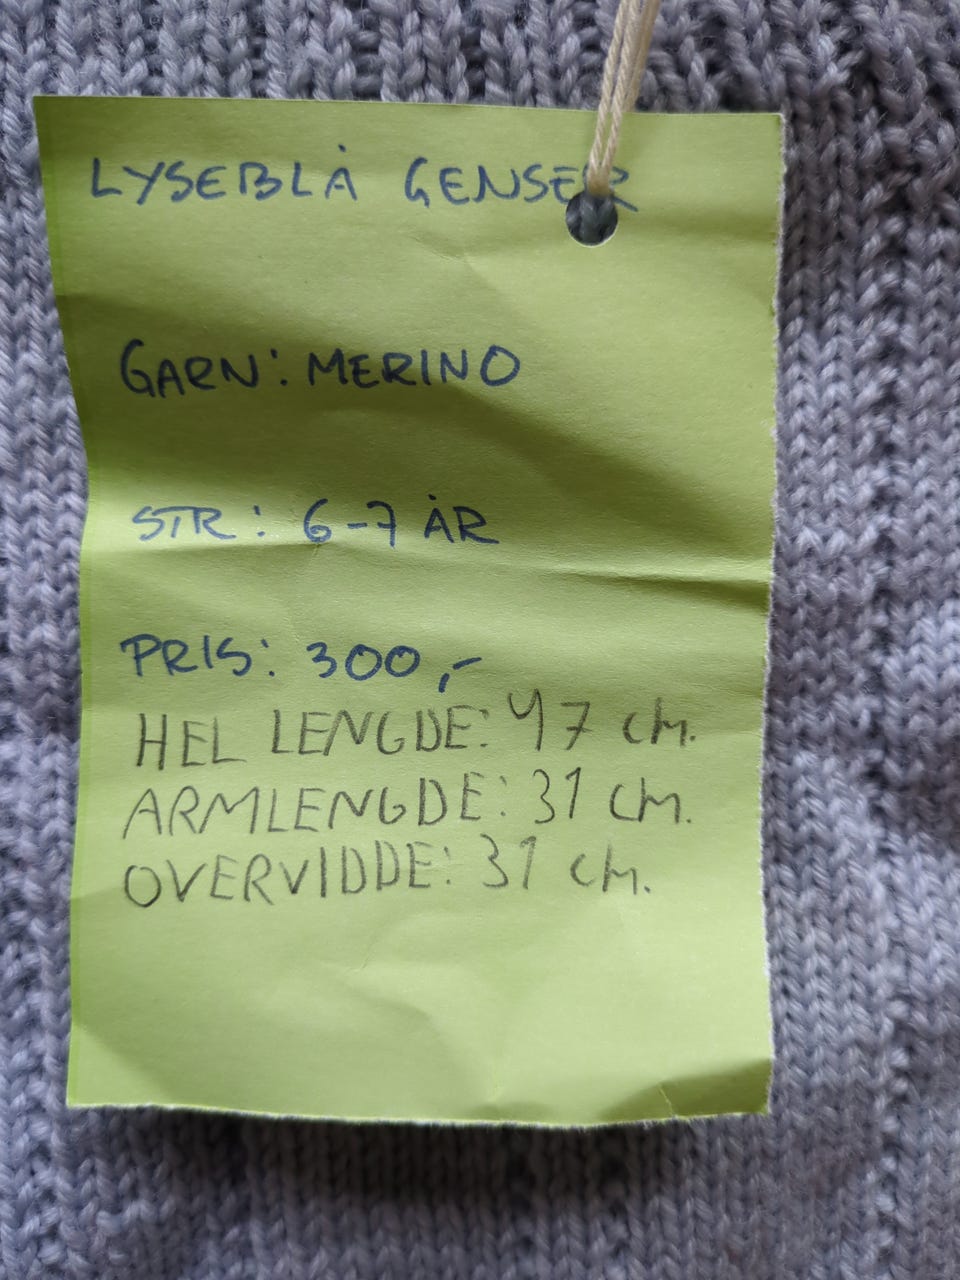 LYSEBLÅ GENSER
GARN: MERINO
STR: 6-7 ÅR
PRIS: 300,-
HEL LENGDE: 47 cm.
ARMLENGDE: 31 cm.
OVERVIDDE: 31 cm.